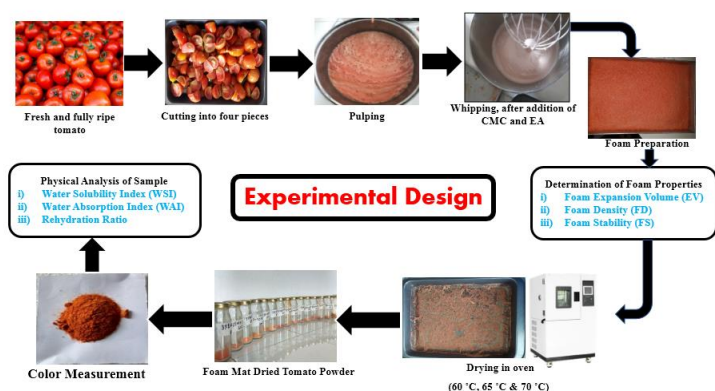 Fresh and fully ripe
tomato
Cutting into four pieces
Pulping
Whipping, after addition of
CMC and EA
Foam Preparation
Physical Analysis of Sample
i) Water Solubility Index (WSI)
ii) Water Absorption Index (WAI)
iii) Rehydration Ratio
Experimental Design
Determination of Foam Properties
i) Foam Expansion Volume (EV)
ii) Foam Density (FD)
iii) Foam Stability (FS)
Color Measurement
Foam Mat Dried Tomato Powder
Drying in oven
(60 °C, 65 °C & 70 °C)